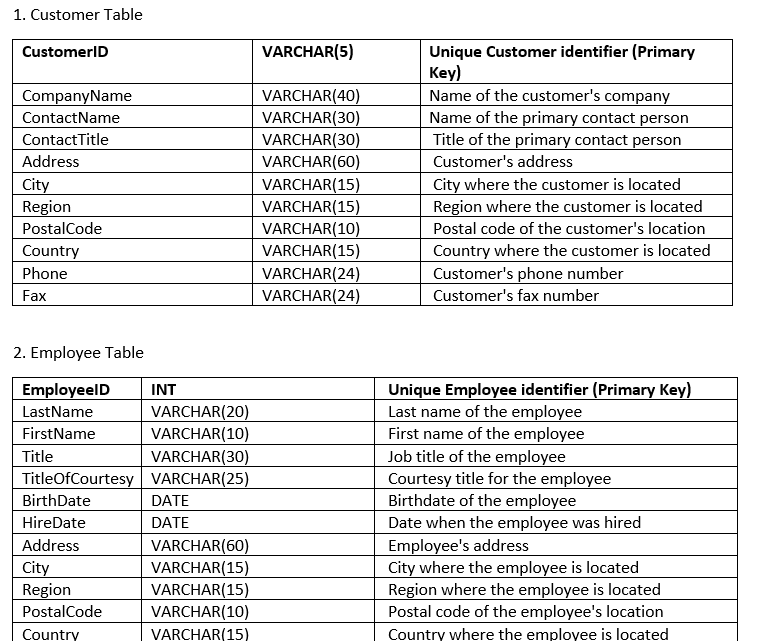 1. Customer Table
CustomerID VARCHAR(5) Unique Customer identifier (Primary
Key)
CompanyName VARCHAR(40) Name of the customer's company
ContactName VARCHAR(30) Name of the primary contact person
ContactTitle VARCHAR(30) Title of the primary contact person
Address VARCHAR(60) Customer's address
City VARCHAR(15) City where the customer is located
Region VARCHAR(15) Region where the customer is located
PostalCode VARCHAR(10) Postal code of the customer's location
Country VARCHAR(15) Country where the customer is located
Phone VARCHAR(24) Customer's phone number
Fax VARCHAR(24) Customer's fax number
2. Employee Table
EmployeeID INT Unique Employee identifier (Primary Key)
LastName VARCHAR(20) Last name of the employee
FirstName VARCHAR(10) First name of the employee
Title VARCHAR(30) Job title of the employee
TitleOfCourtesy VARCHAR(25) Courtesy title for the employee
BirthDate DATE Birthdate of the employee
HireDate DATE Date when the employee was hired
Address VARCHAR(60) Employee's address
City VARCHAR(15) City where the employee is located
Region VARCHAR(15) Region where the employee is located
PostalCode VARCHAR(10) Postal code of the employee's location
Country VARCHAR(15) Country where the employee is located